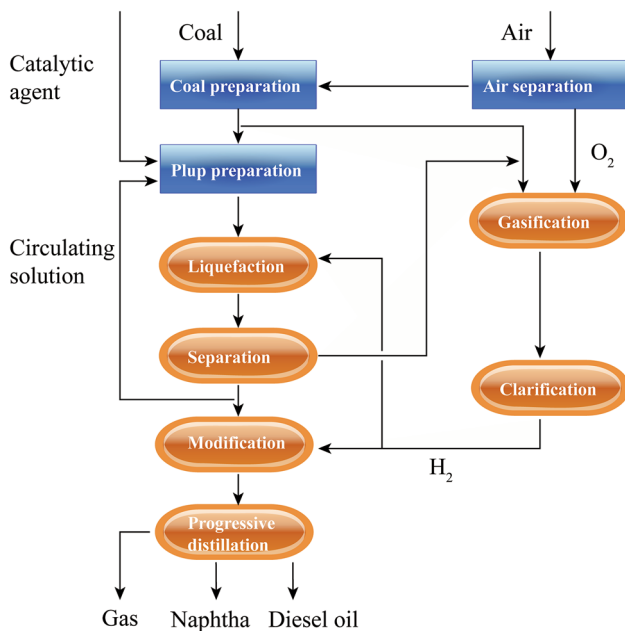 Coal
Air
Catalytic
agent
Coal preparation
Air separation
Plup preparation
O₂
Gasification
Circulating
solution
Liquefaction
Separation
Clarification
Modification
H₂
Progressive
distillation
Gas
Naphtha
Diesel oil